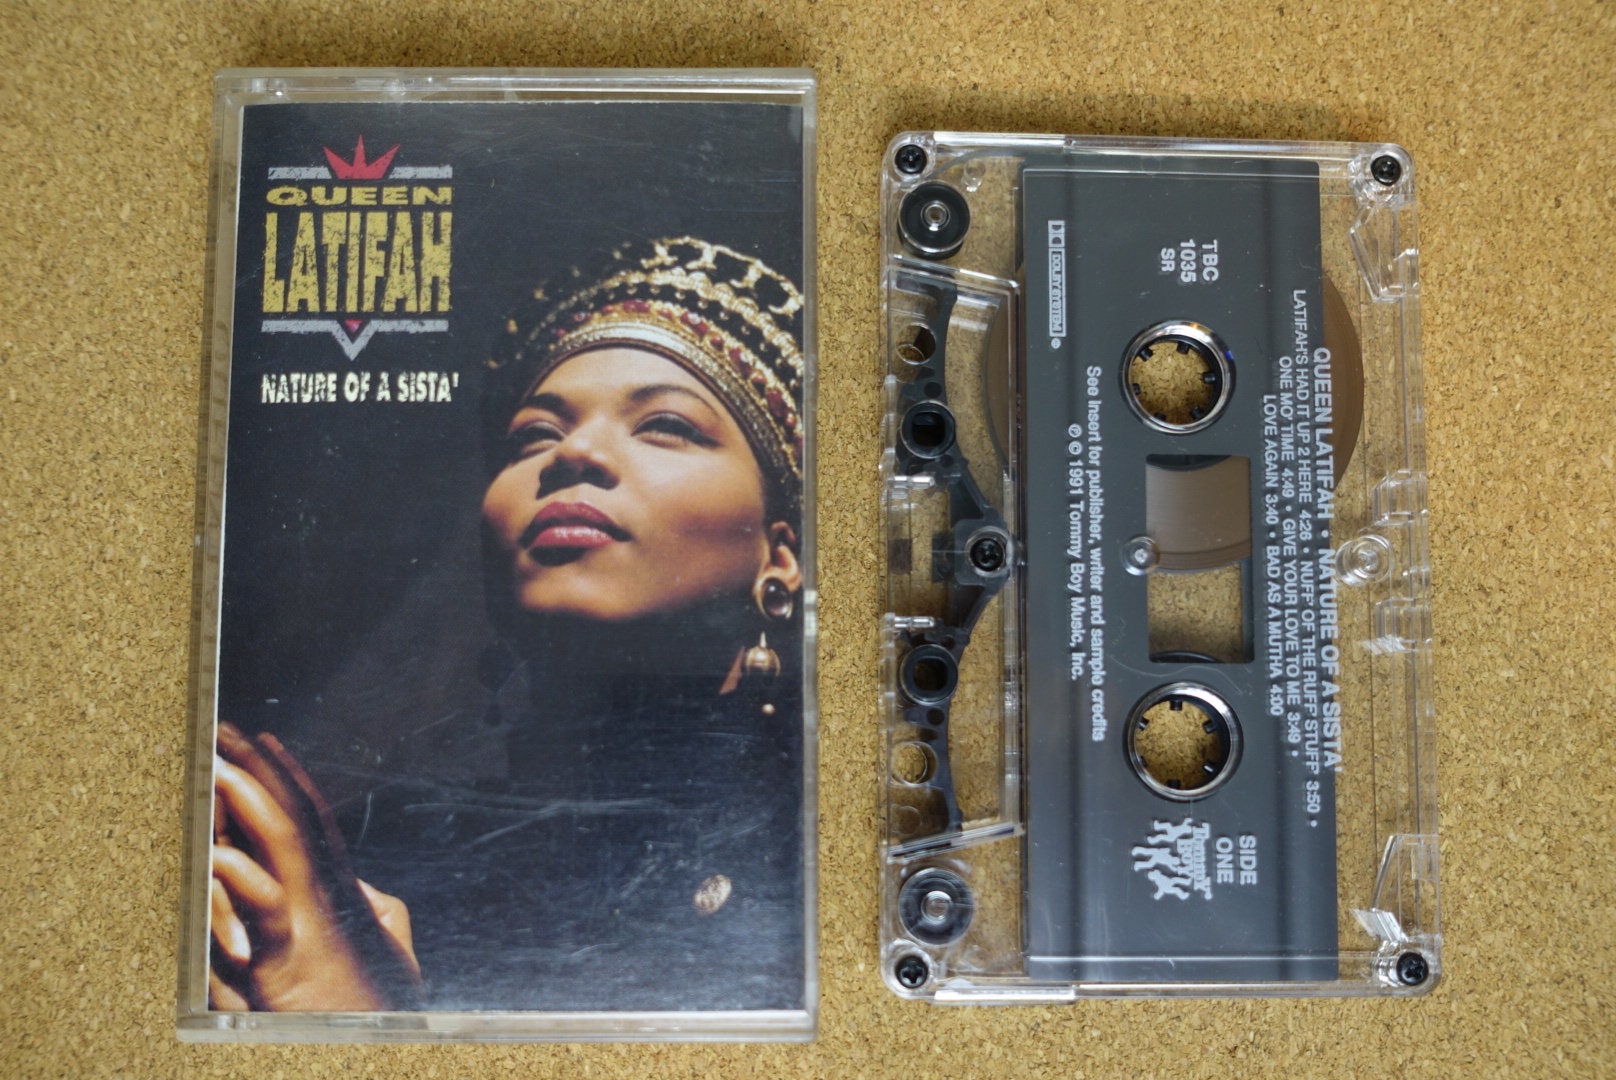 QUEEN
LATIFAH
NATURE OF A SISTA'
QUEEN LATIFAH • NATURE OF A SISTA'
LATIFAH'S HAD IT UP 2 HERE 4:26 • NUFF' OF THE RUFF' STUFF' 3:50 •
ONE MO' TIME 4:49 • GIVE YOUR LOVE TO ME 3:49 •
LOVE AGAIN 3:40 • BAD AS A MUTHA 4:00
TBC
1035
SR
SIDE
ONE
Tommy
Boy
DOLBY SYSTEM
See insert for publisher, writer and sample credits
℗ © 1991 Tommy Boy Music, Inc.